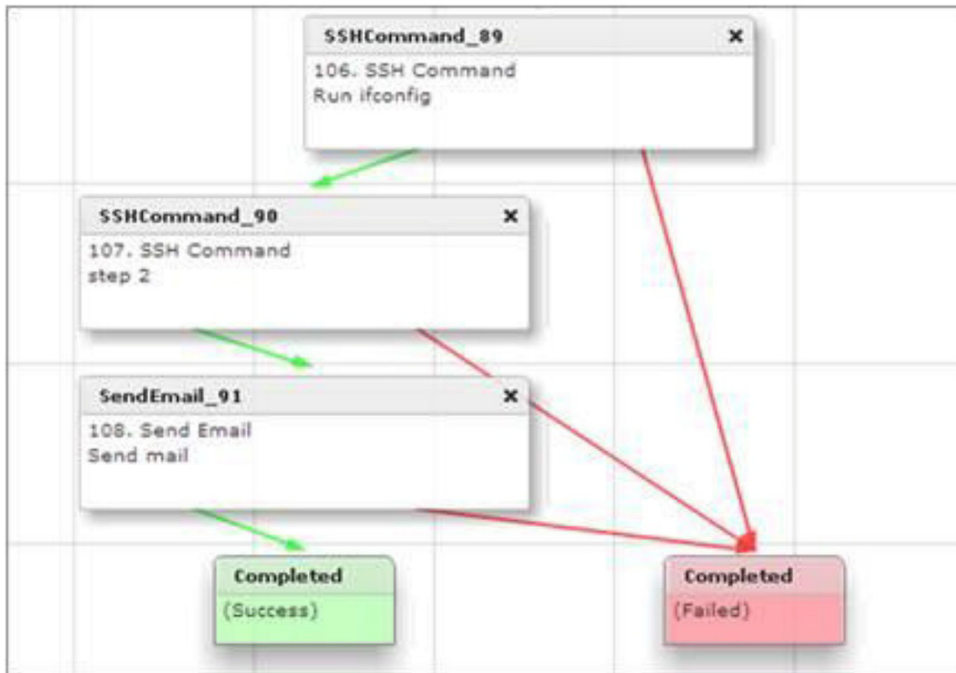 SSHCommand_89
106. SSH Command
Run ifconfig
SSHCommand_90
107. SSH Command
step 2
SendEmail_91
108. Send Email
Send mail
Completed
(Success)
Completed
(Failed)